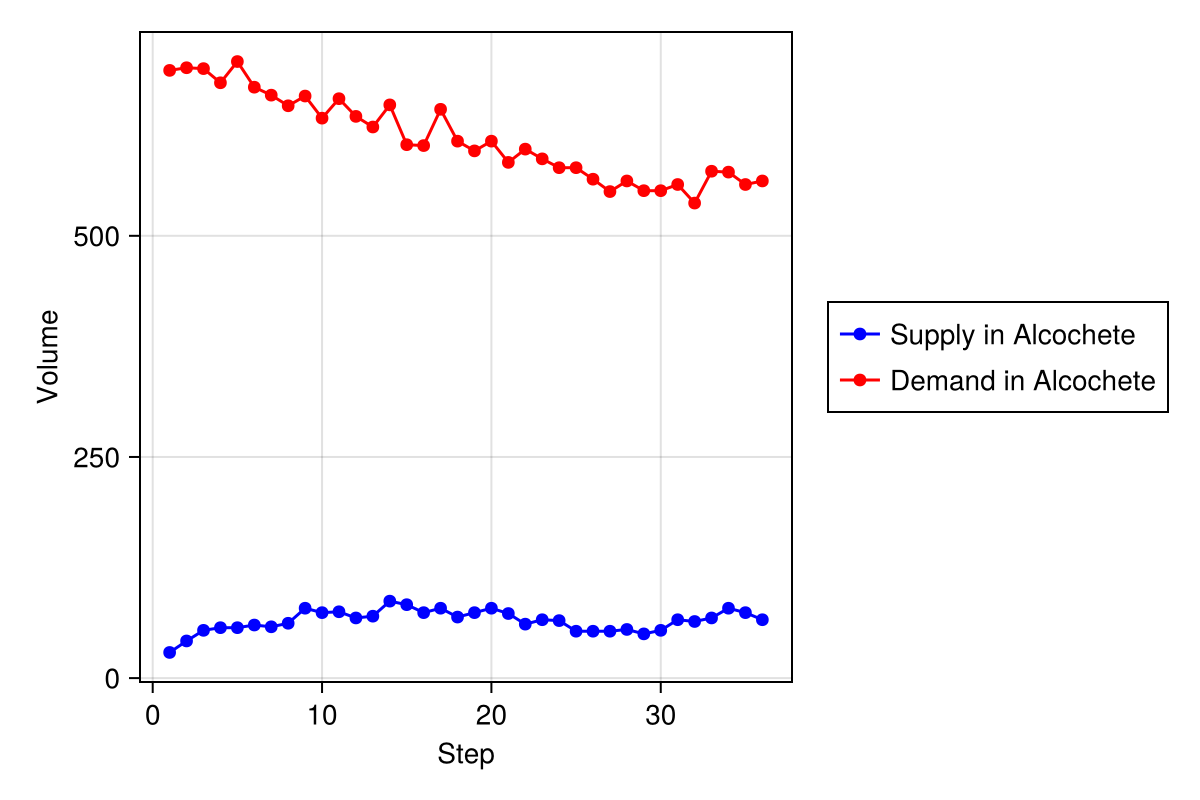 500
250
0
0 10 20 30
Step
Volume
Supply in Alcochete
Demand in Alcochete